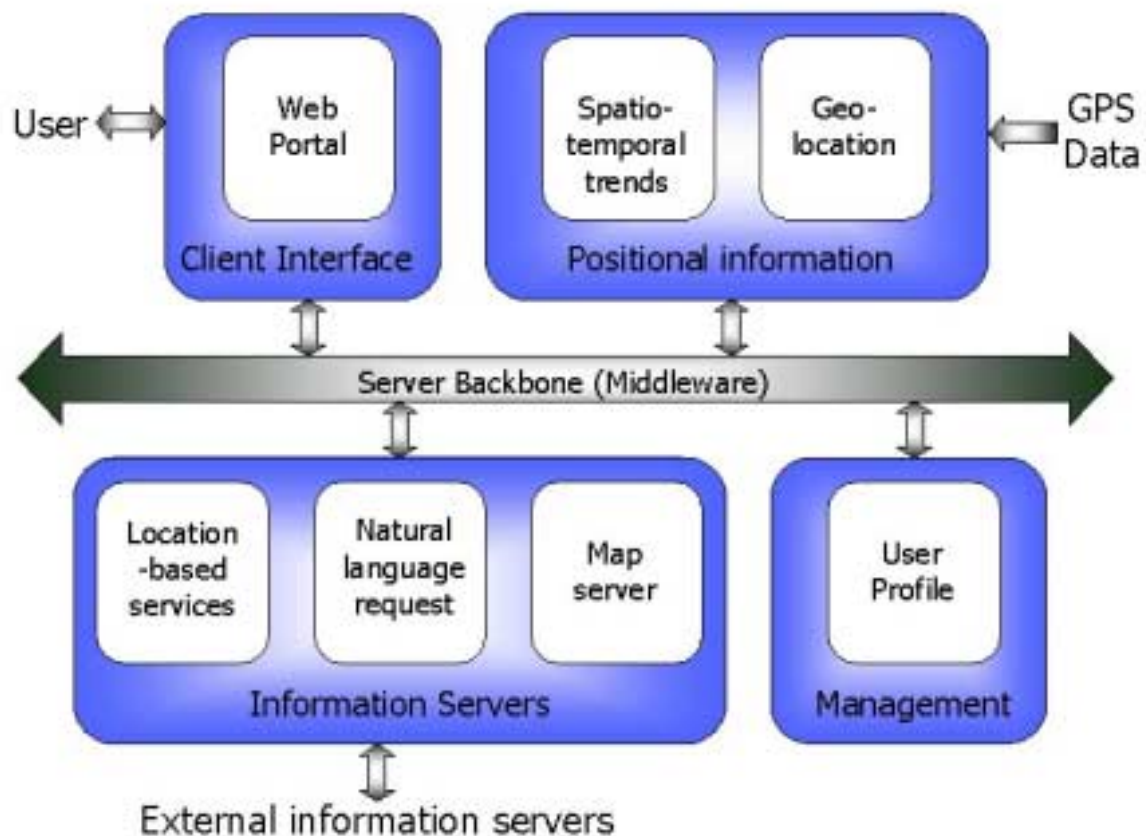 User
Web
Portal
Client Interface
Spatio-
temporal
trends
Geo-
location
Positional information
GPS
Data
Server Backbone (Middleware)
Location
-based
services
Natural
language
request
Map
server
Information Servers
User
Profile
Management
External information servers